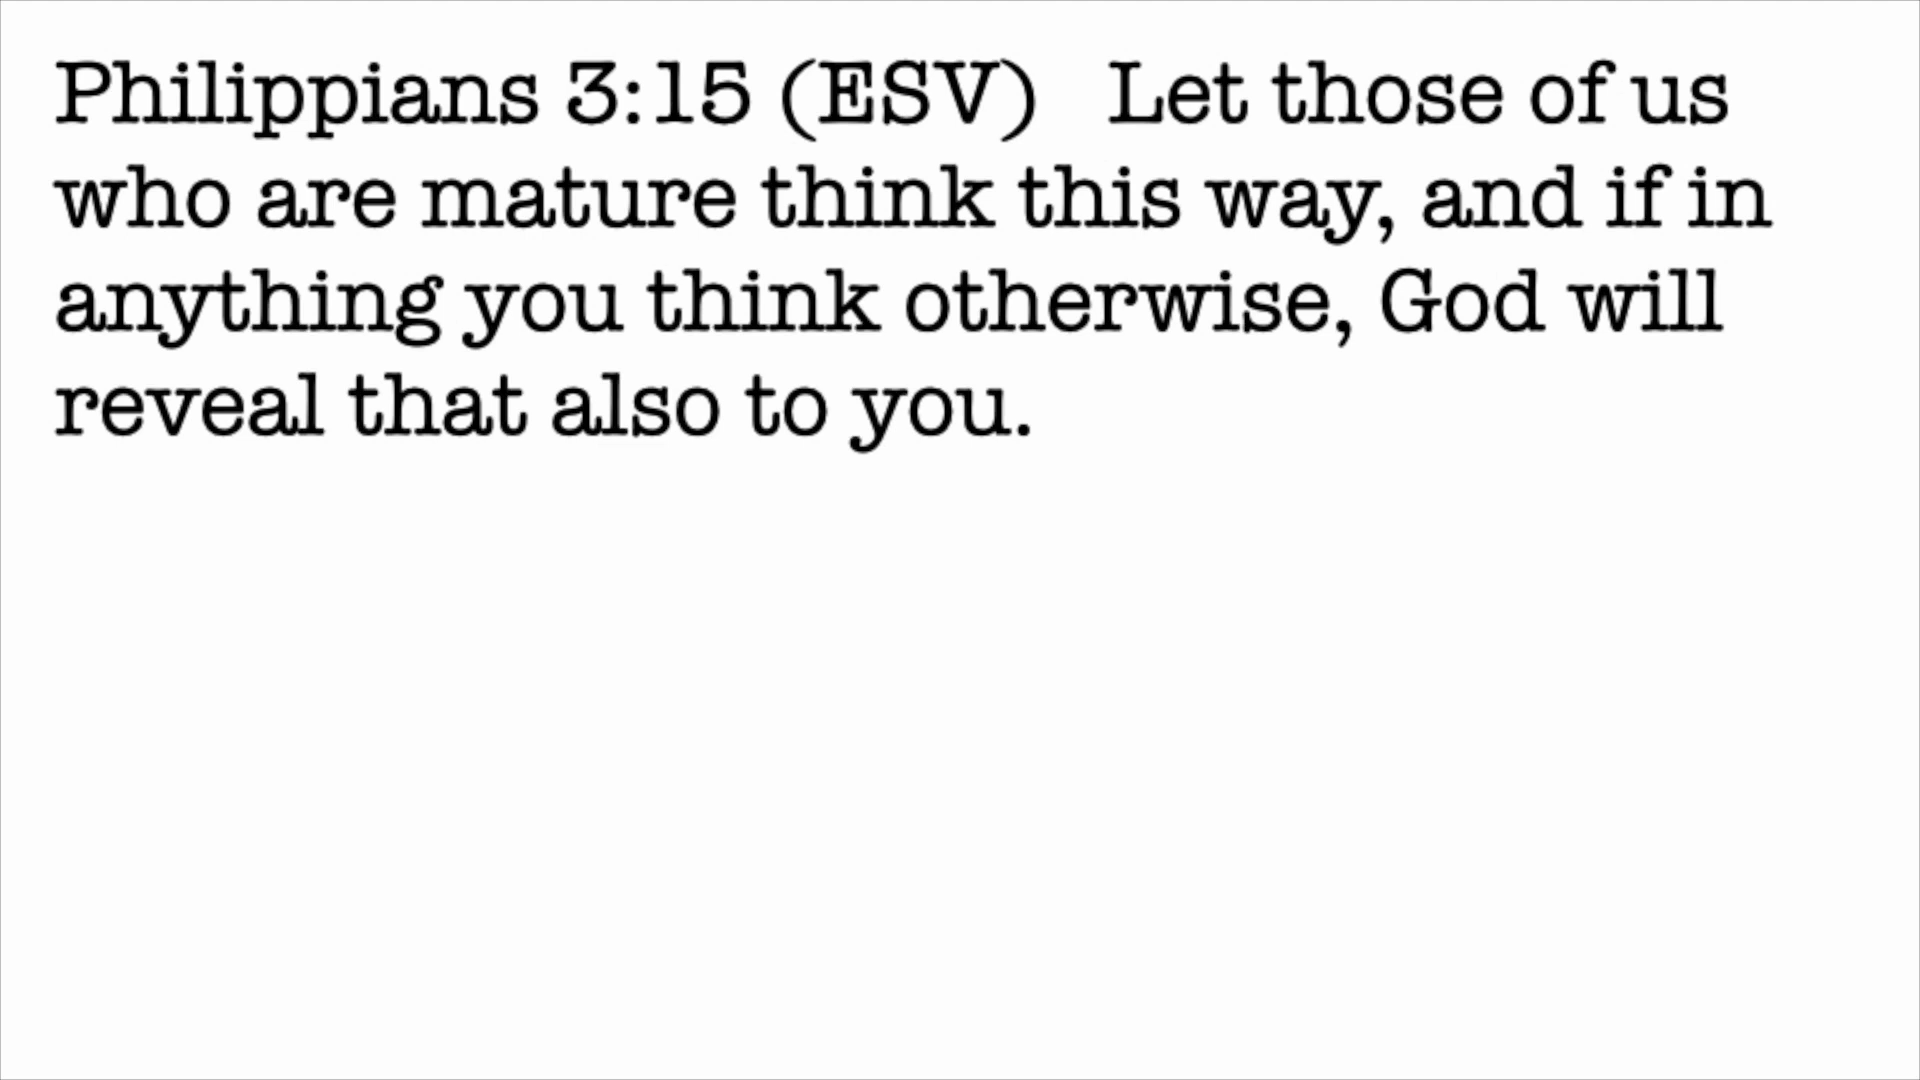 Philippians 3:15 (ESV)   Let those of us
who are mature think this way, and if in
anything you think otherwise, God will
reveal that also to you.